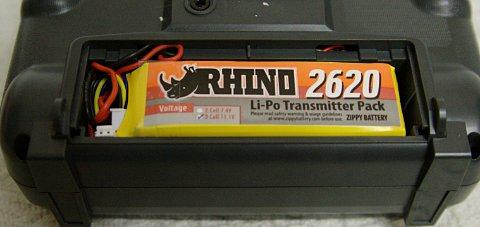 RHINO 2620
Li-Po Transmitter Pack
Voltage
2 Cell 7.4V
3 Cell 11.1V
Please read safety warning & usage guidelines
at www.zippybattery.com before use.
ZIPPY BATTERY